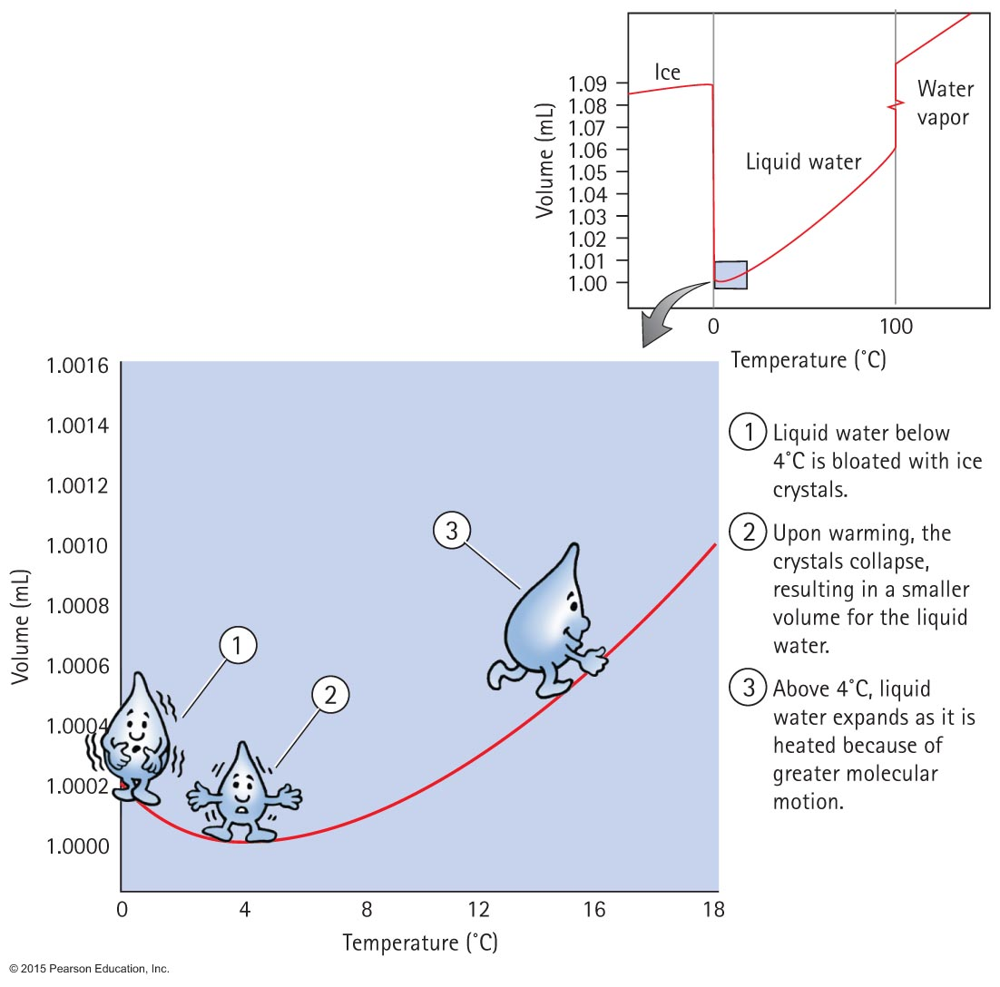 Ice
Water
vapor
Liquid water
Volume (mL)
1.09
1.08
1.07
1.06
1.05
1.04
1.03
1.02
1.01
1.00
0
100
Temperature (˚C)
Volume (mL)
1.0016
1.0014
1.0012
1.0010
1.0008
1.0006
1.0004
1.0002
1.0000
1
2
3
0
4
8
12
16
18
Temperature (˚C)
1 Liquid water below
4˚C is bloated with ice
crystals.
2 Upon warming, the
crystals collapse,
resulting in a smaller
volume for the liquid
water.
3 Above 4˚C, liquid
water expands as it is
heated because of
greater molecular
motion.
© 2015 Pearson Education, Inc.